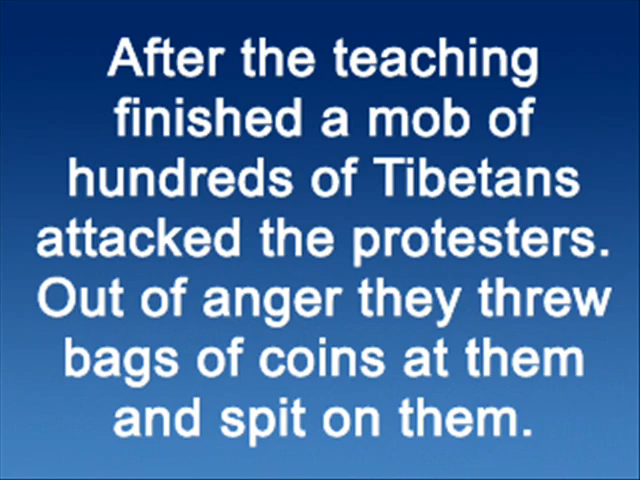 After the teaching
finished a mob of
hundreds of Tibetans
attacked the protesters.
Out of anger they threw
bags of coins at them
and spit on them.